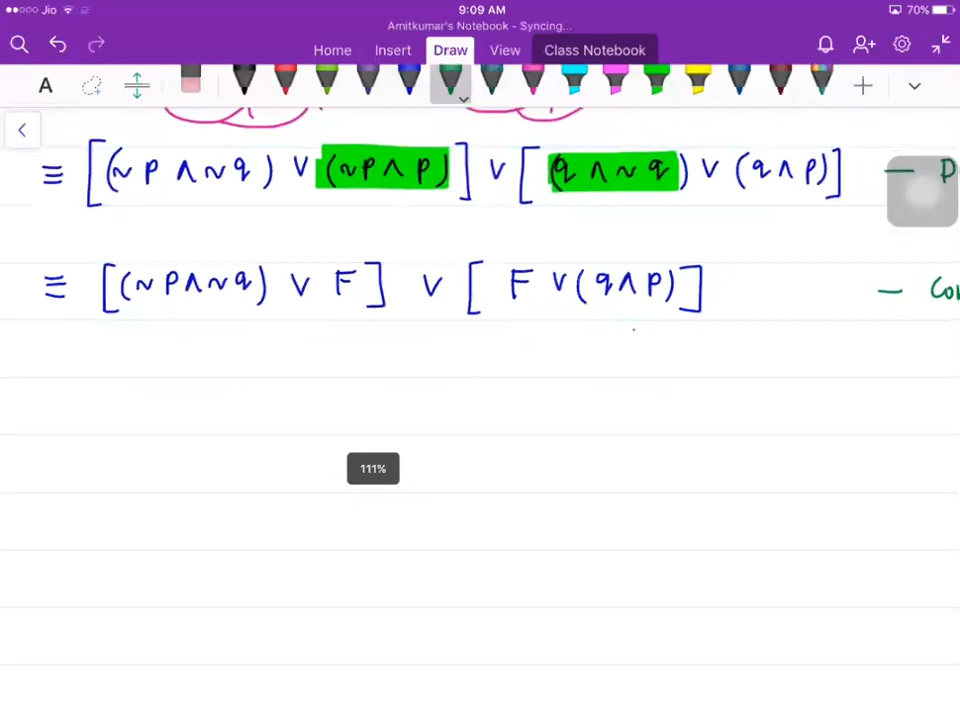 Jio 9:09 AM 70%
Amitkumar's Notebook - Syncing...
Home Insert Draw View Class Notebook
A
≡ [(~p ∧ ~q) ∨ (~p ∧ p)] ∨ [(q ∧ ~q) ∨ (q ∧ p)] —
≡ [(~p ∧ ~q) ∨ F] ∨ [F ∨ (q ∧ p)] —
111%